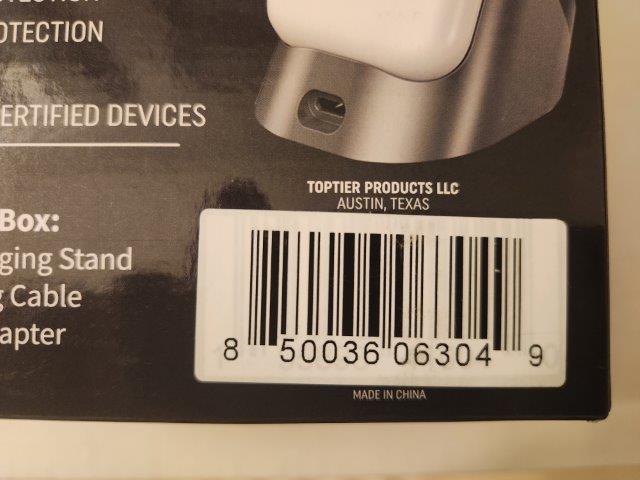 OTECTION
ERTIFIED DEVICES
TOPTIER PRODUCTS LLC
AUSTIN, TEXAS
Box:
ging Stand
g Cable
apter
8 50036 06304 9
MADE IN CHINA